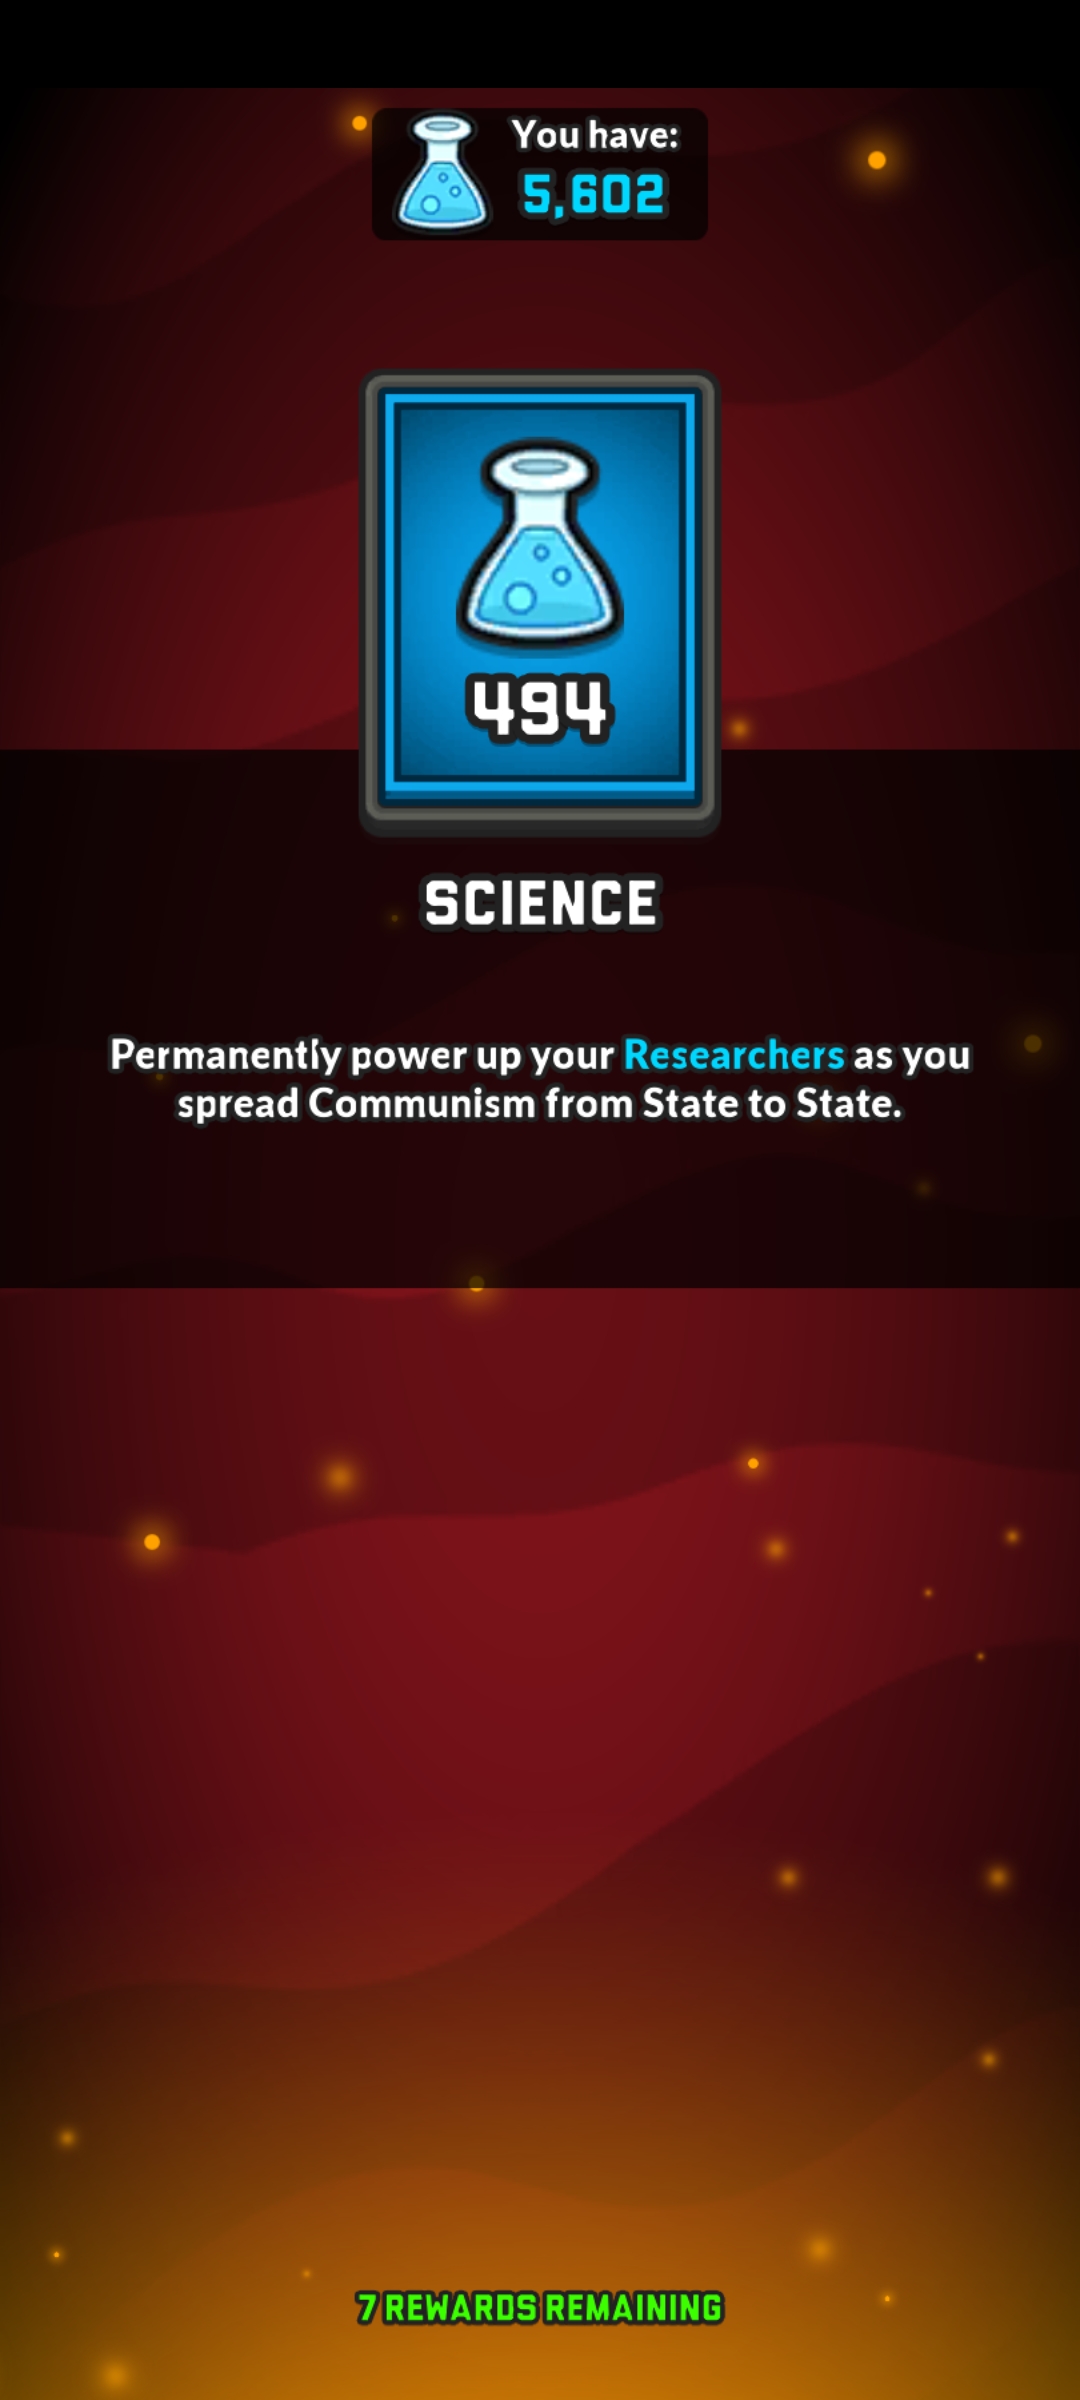 You have:
5,602
494
SCIENCE
Permanently power up your Researchers as you
spread Communism from State to State.
7 REWARDS REMAINING